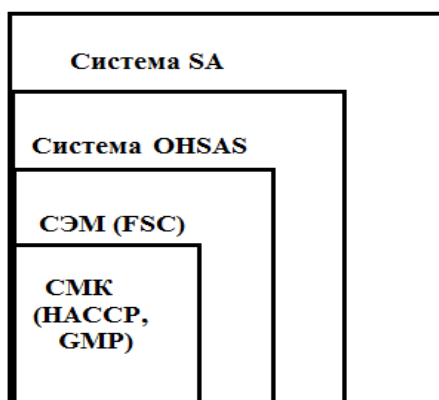 Система SA
Система OHSAS
СЭМ (FSC)
СМК
(HACCP,
GMP)